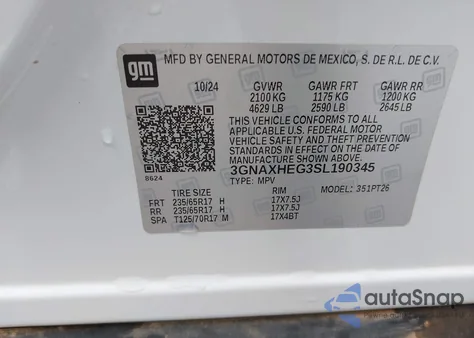 gm
MFD BY GENERAL MOTORS DE MEXICO, S. DE R.L. DE C.V.
10/24 GVWR GAWR FRT GAWR RR
2100 KG 1175 KG 1200 KG
4629 LB 2590 LB 2645 LB
THIS VEHICLE CONFORMS TO ALL
APPLICABLE U.S. FEDERAL MOTOR
VEHICLE SAFETY AND THEFT PREVENTION
STANDARDS IN EFFECT ON THE DATE OF
MANUFACTURE SHOWN ABOVE.
3GNAXHEG3SL190345
TYPE: MPV MODEL: 351PT26
8624
TIRE SIZE RIM
FRT 235/65R17 H 17X7.5J
RR 235/65R17 H 17X7.5J
SPA T125/70R17 M 17X4BT
autoSnap